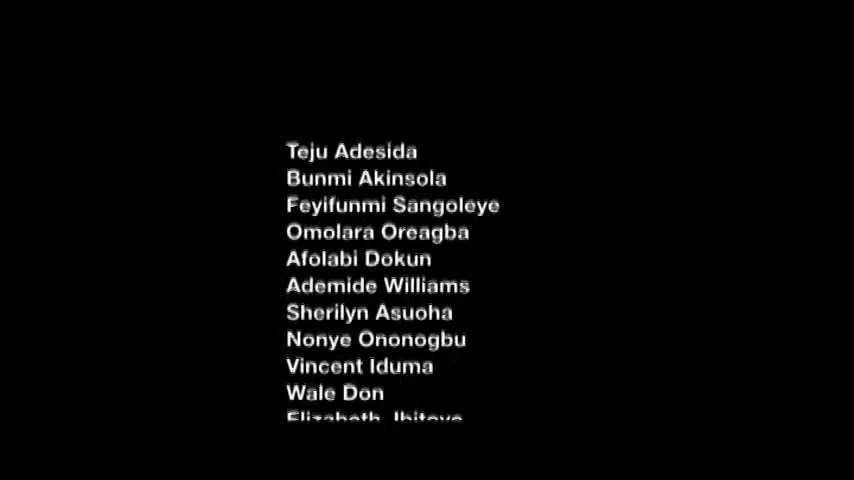 Teju Adesida
Bunmi Akinsola
Feyifunmi Sangoleye
Omolara Oreagba
Afolabi Dokun
Ademide Williams
Sherilyn Asuoha
Nonye Ononogbu
Vincent Iduma
Wale Don
Elizabeth